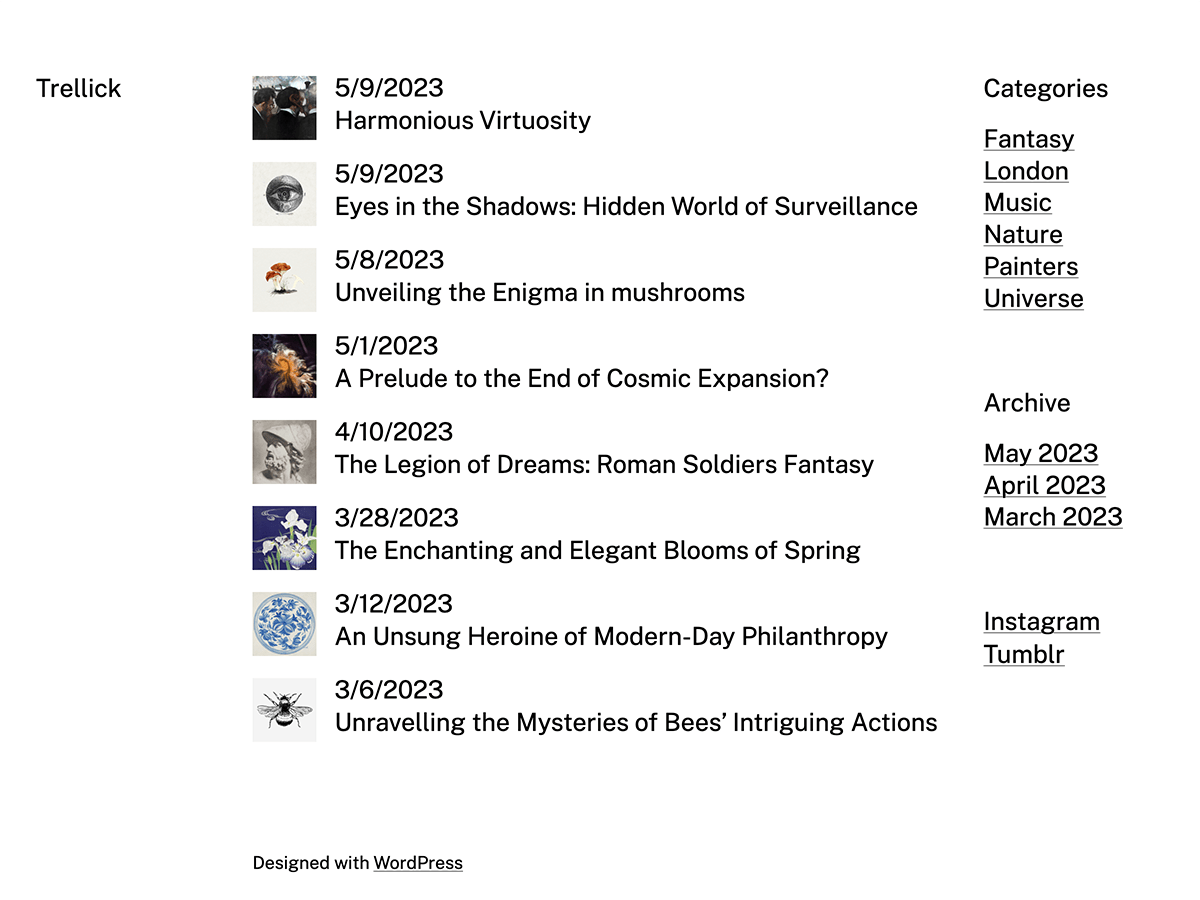 Trellick
5/9/2023
Harmonious Virtuosity
5/9/2023
Eyes in the Shadows: Hidden World of Surveillance
5/8/2023
Unveiling the Enigma in mushrooms
5/1/2023
A Prelude to the End of Cosmic Expansion?
4/10/2023
The Legion of Dreams: Roman Soldiers Fantasy
3/28/2023
The Enchanting and Elegant Blooms of Spring
3/12/2023
An Unsung Heroine of Modern-Day Philanthropy
3/6/2023
Unravelling the Mysteries of Bees’ Intriguing Actions
Categories
Fantasy
London
Music
Nature
Painters
Universe
Archive
May 2023
April 2023
March 2023
Instagram
Tumblr
Designed with WordPress